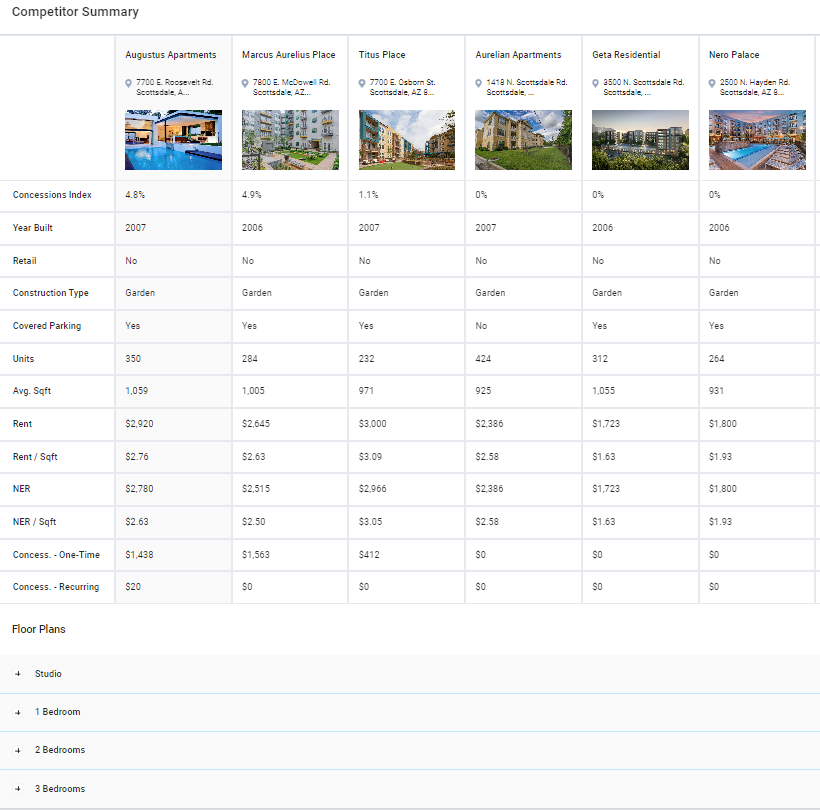 Competitor Summary
Augustus Apartments Marcus Aurelius Place Titus Place Aurelian Apartments Geta Residential Nero Palace
7700 E. Roosevelt Rd. 7800 E. McDowell Rd. 7700 E. Osborn St. 1418 N. Scottsdale Rd. 3500 N. Scottsdale Rd. 2500 N. Hayden Rd.
Scottsdale, A... Scottsdale, AZ... Scottsdale, AZ 8... Scottsdale, ... Scottsdale, ... Scottsdale, AZ 8...
Concessions Index 4.8% 4.9% 1.1% 0% 0% 0%
Year Built 2007 2006 2007 2007 2006 2006
Retail No No No No No No
Construction Type Garden Garden Garden Garden Garden Garden
Covered Parking Yes Yes Yes No Yes Yes
Units 350 284 232 424 312 264
Avg. Sqft 1,059 1,005 971 925 1,055 931
Rent $2,920 $2,645 $3,000 $2,386 $1,723 $1,800
Rent / Sqft $2.76 $2.63 $3.09 $2.58 $1.63 $1.93
NER $2,780 $2,515 $2,966 $2,386 $1,723 $1,800
NER / Sqft $2.63 $2.50 $3.05 $2.58 $1.63 $1.93
Concess. - One-Time $1,438 $1,563 $412 $0 $0 $0
Concess. - Recurring $20 $0 $0 $0 $0 $0
Floor Plans
+ Studio
+ 1 Bedroom
+ 2 Bedrooms
+ 3 Bedrooms